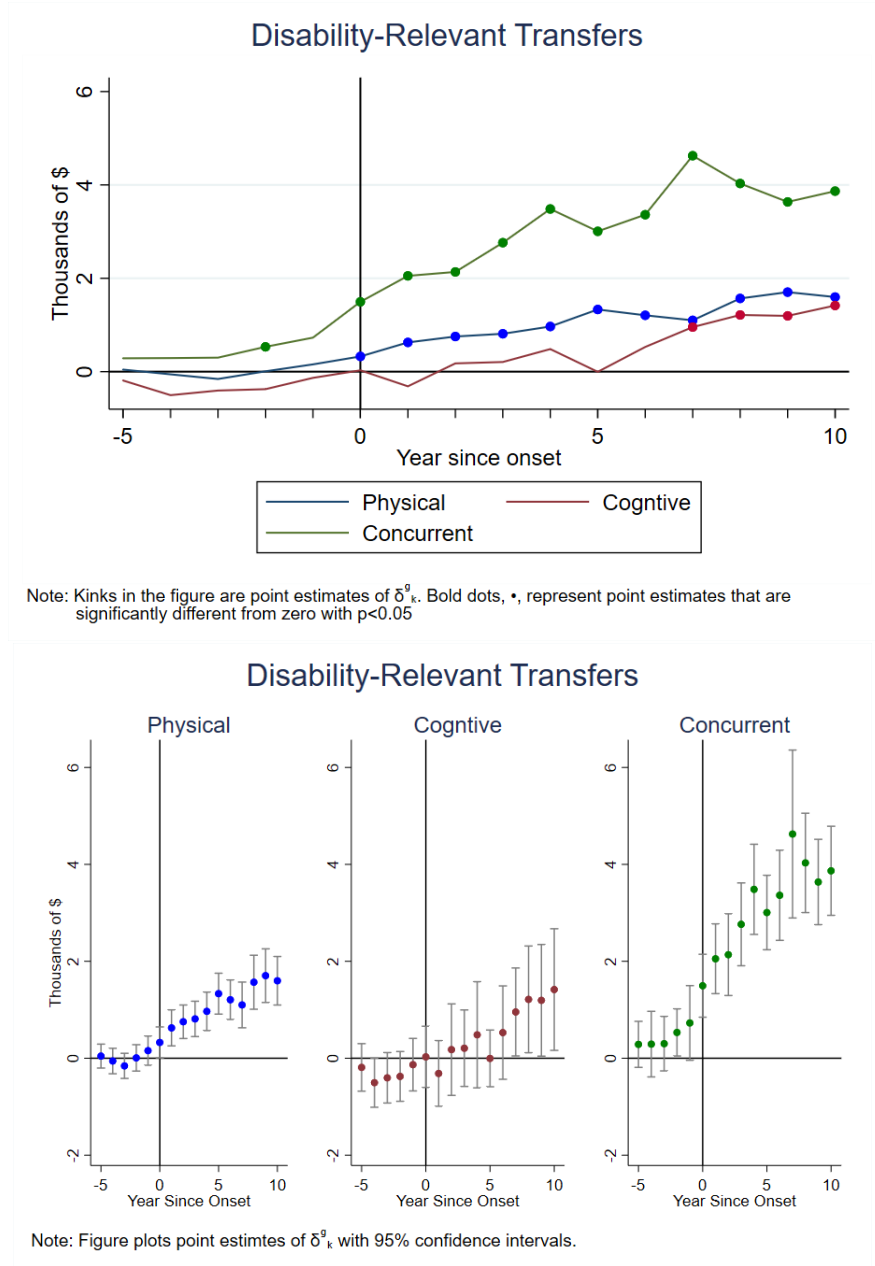 Disability-Relevant Transfers
Thousands of $
6
4
2
0
-5 0 5 10
Year since onset
Physical Cogntive
Concurrent
Note: Kinks in the figure are point estimates of δᵍₖ. Bold dots, •, represent point estimates that are
significantly different from zero with p<0.05
Disability-Relevant Transfers
Physical Cogntive Concurrent
Thousands of $
6 6 6
4 4 4
2 2 2
0 0 0
-2 -2 -2
-5 0 5 10 -5 0 5 10 -5 0 5 10
Year Since Onset Year Since Onset Year Since Onset
Note: Figure plots point estimtes of δᵍₖ with 95% confidence intervals.